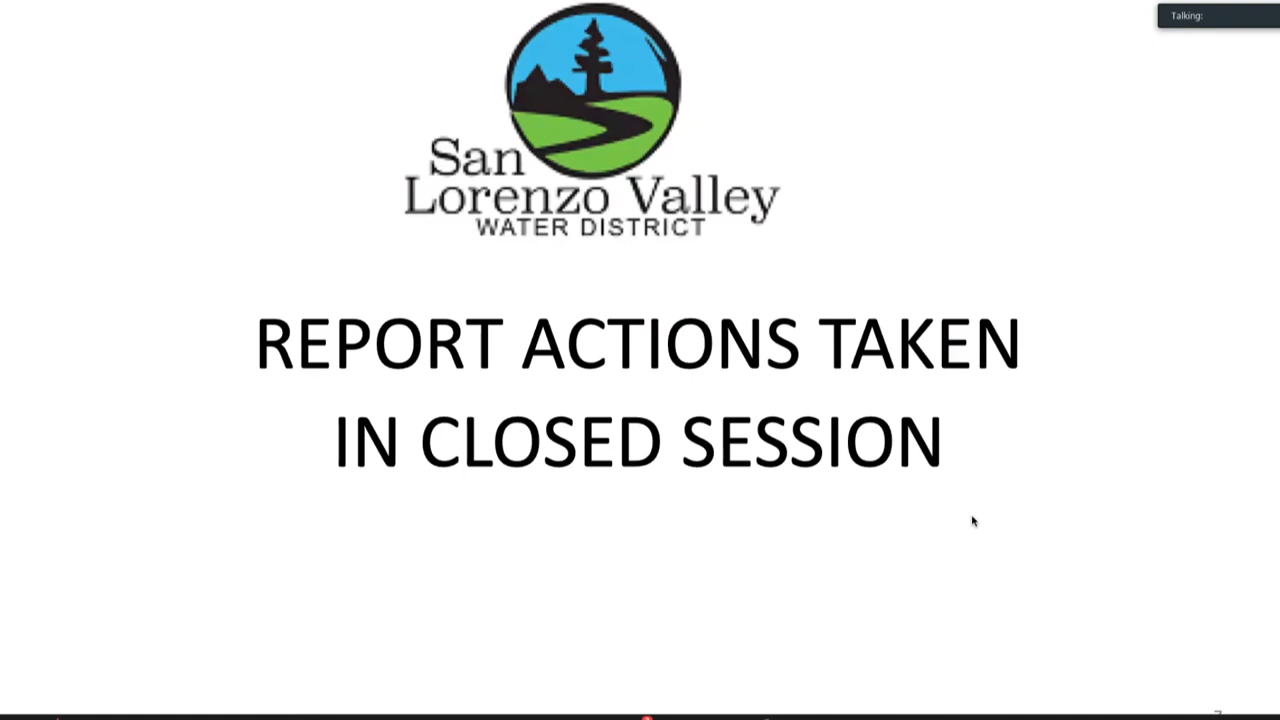 Talking:
San
Lorenzo Valley
WATER DISTRICT
REPORT ACTIONS TAKEN
IN CLOSED SESSION